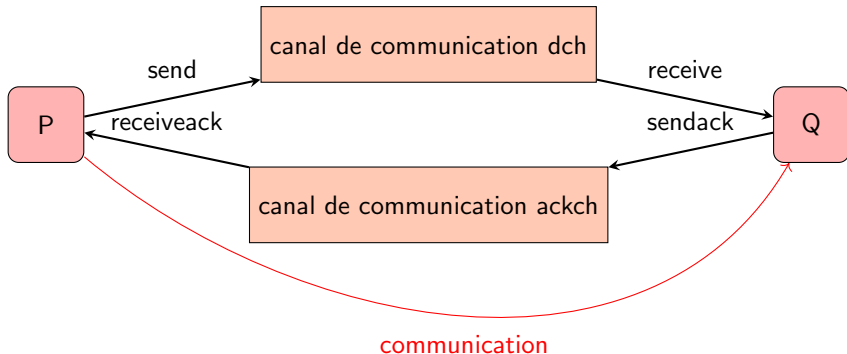 canal de communication dch
send
receive
P
receiveack
sendack
Q
canal de communication ackch
communication